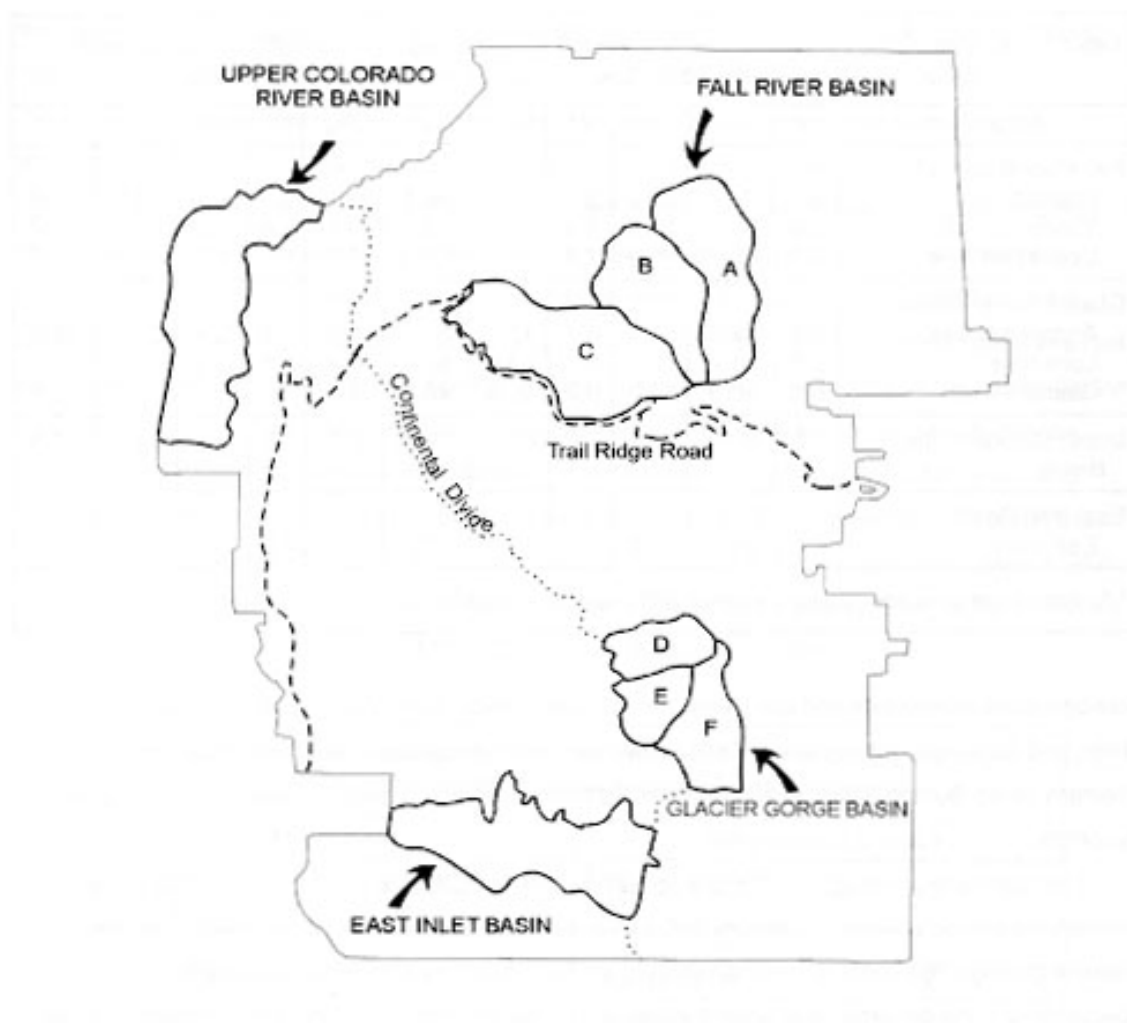 UPPER COLORADO
RIVER BASIN
FALL RIVER BASIN
A
B
C
Continental Divide
Trail Ridge Road
D
E
F
GLACIER GORGE BASIN
EAST INLET BASIN